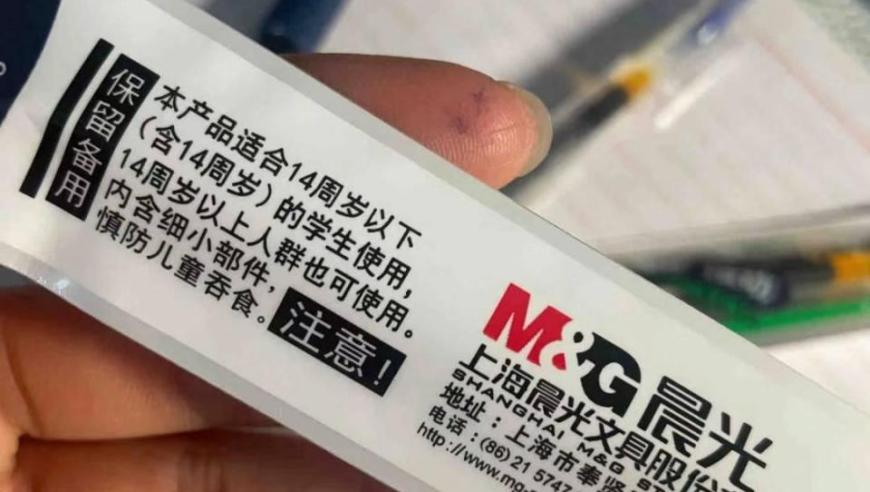 保留备用
本产品适合14周岁以下
（含14周岁）的学生使用，
14周岁以上人群也可使用。
内含细小部件，
慎防儿童吞食。
注意！
M&G 晨光
上海晨光文具股份
SHANGHAI M&G
地址：上海市奉贤
电话：(86)21 5747
http://www.mg